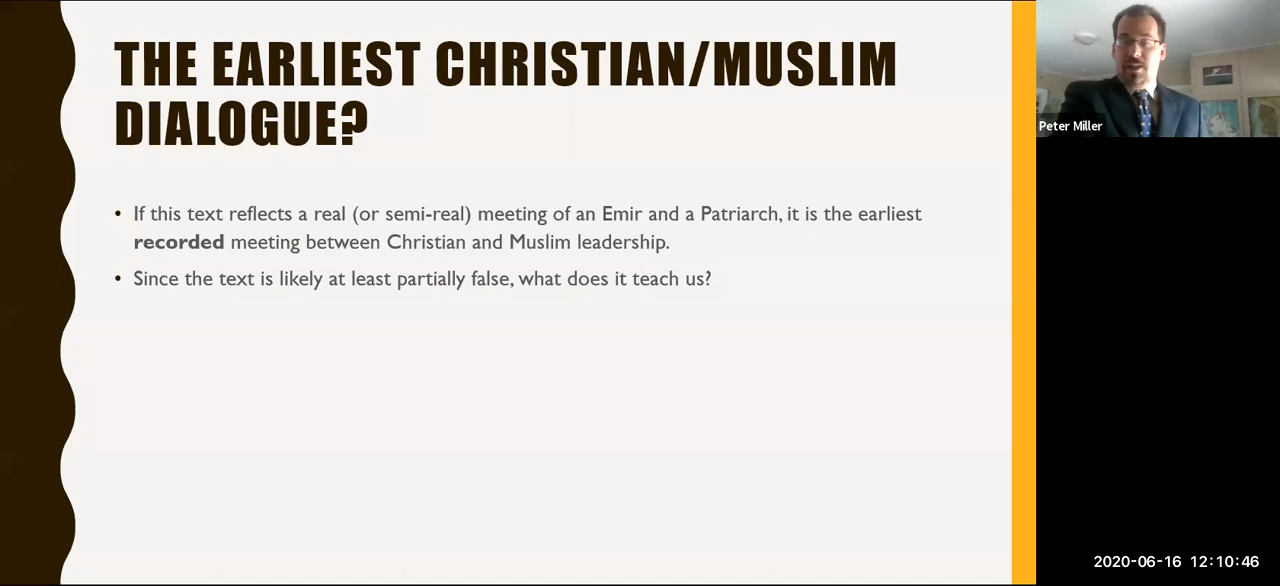 THE EARLIEST CHRISTIAN/MUSLIM
DIALOGUE?
• If this text reflects a real (or semi-real) meeting of an Emir and a Patriarch, it is the earliest
recorded meeting between Christian and Muslim leadership.
• Since the text is likely at least partially false, what does it teach us?
Peter Miller
2020-06-16 12:10:46